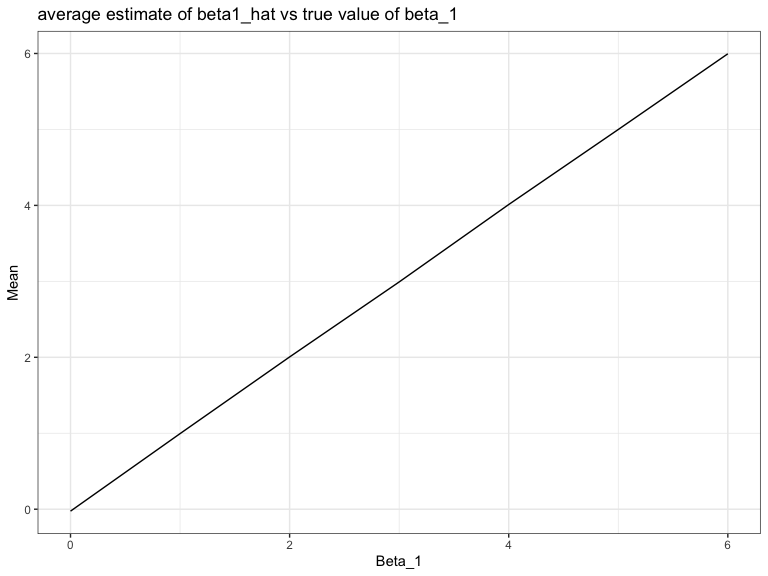 average estimate of beta1_hat vs true value of beta_1
6
4
2
0
Mean
0 2 4 6
Beta_1